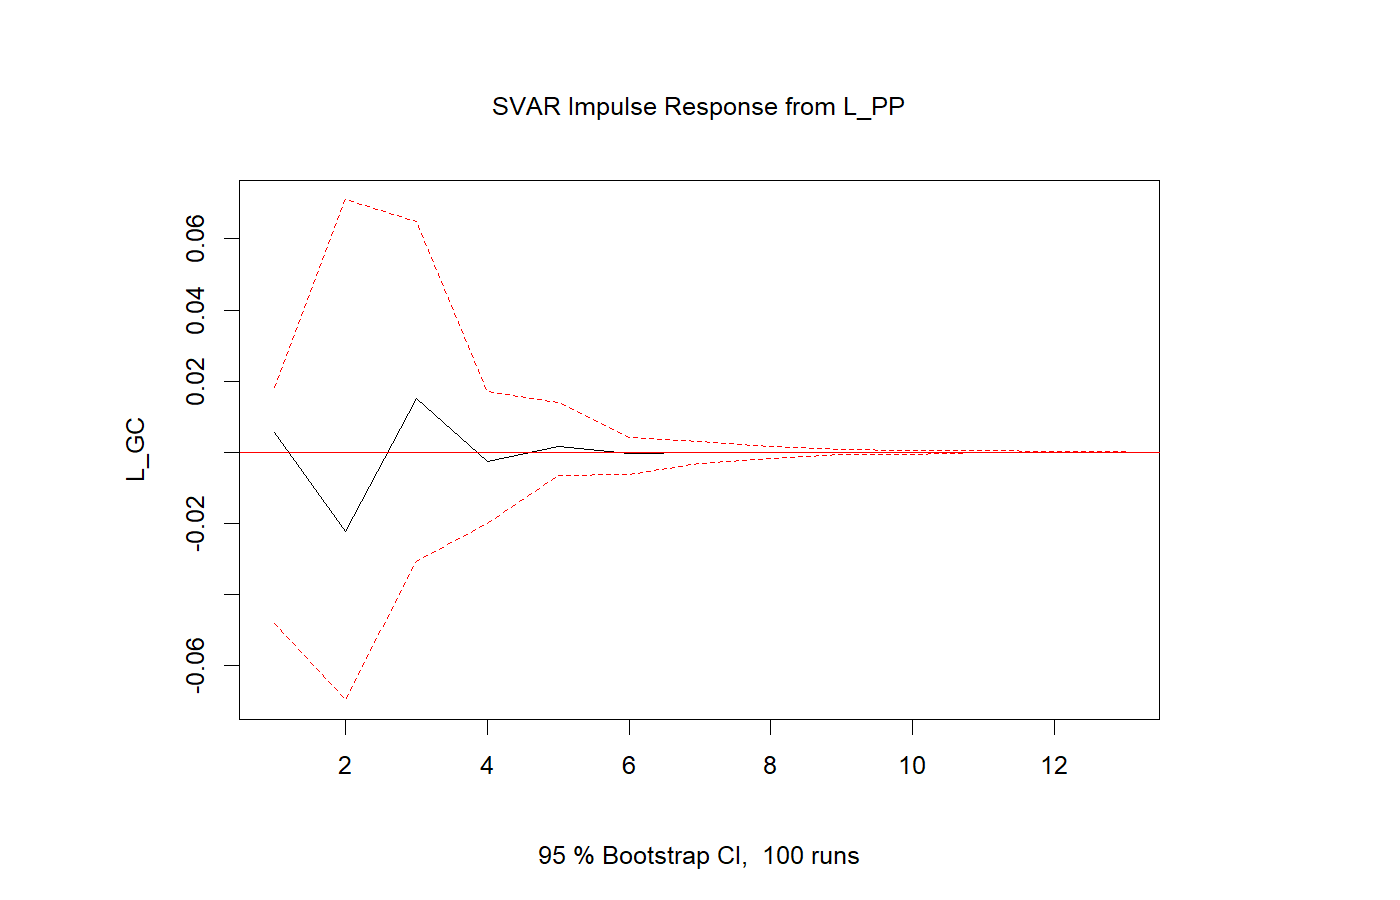 SVAR Impulse Response from L_PP
L_GC
0.06
0.04
0.02
-0.02
-0.06
2 4 6 8 10 12
95 % Bootstrap CI,  100 runs